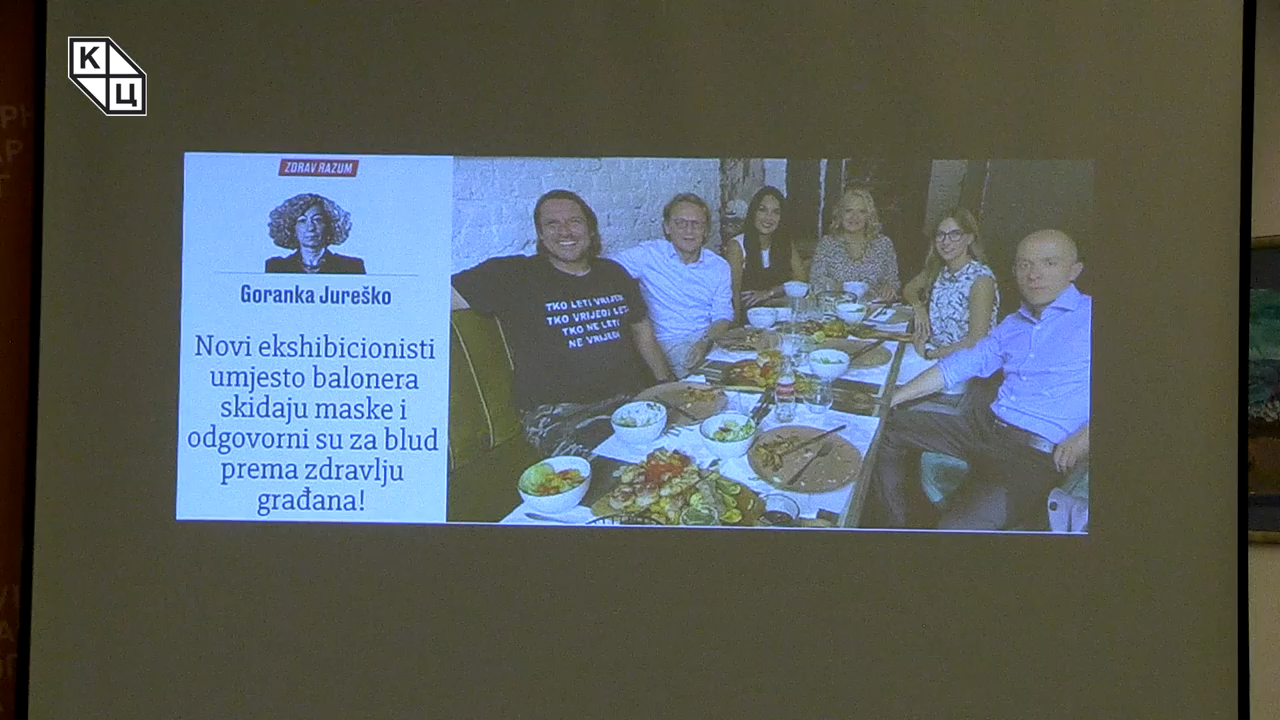 К
Ц
ZDRAV RAZUM
Goranka Jureško
Novi ekshibicionisti
umjesto balonera
skidaju maske i
odgovorni su za blud
prema zdravlju
građana!
TKO LETI VRIJEDI
TKO VRIJEDI LETI
TKO NE LETI
NE VRIJEDI